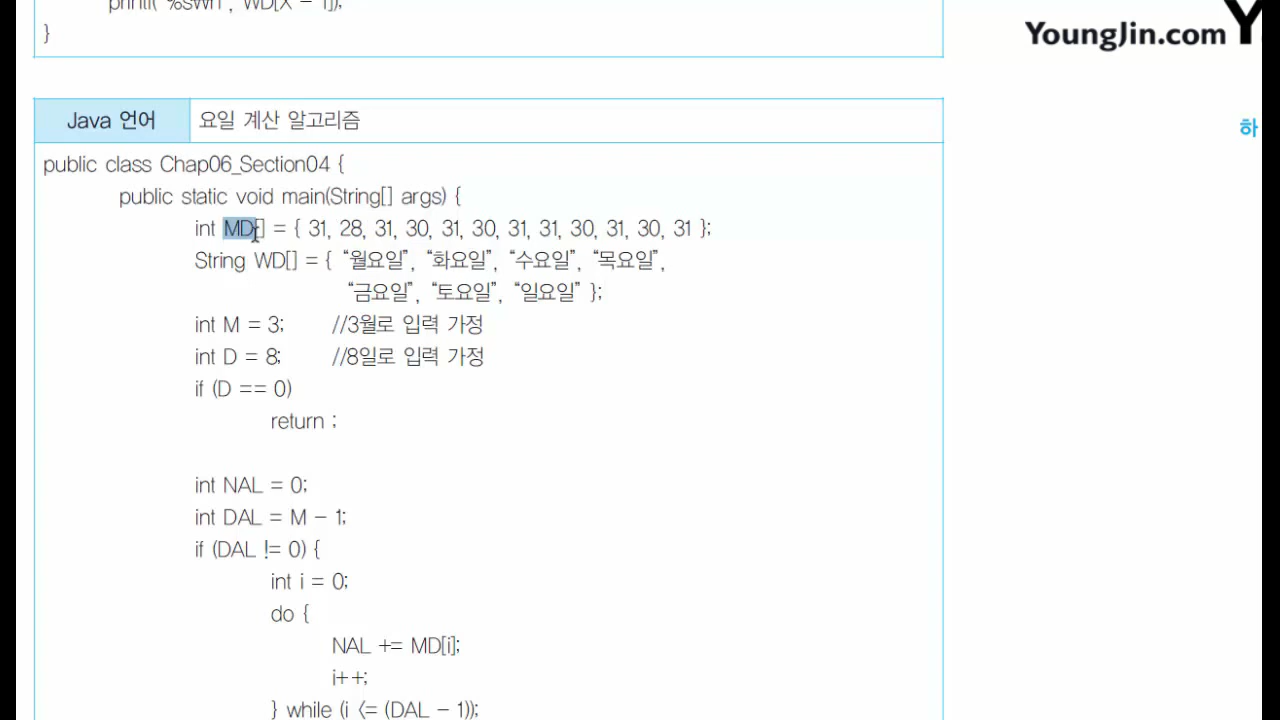 printf("%s\n", WD[X - 1]);
}
YoungJin.com Y
Java 언어
요일 계산 알고리즘
하
public class Chap06_Section04 {
public static void main(String[] args) {
int MD[] = { 31, 28, 31, 30, 31, 30, 31, 31, 30, 31, 30, 31 };
String WD[] = { “월요일”, “화요일”, “수요일”, “목요일”,
“금요일”, “토요일”, “일요일” };
int M = 3; //3월로 입력 가정
int D = 8; //8일로 입력 가정
if (D == 0)
return ;
int NAL = 0;
int DAL = M - 1;
if (DAL != 0) {
int i = 0;
do {
NAL += MD[i];
i++;
} while (i <= (DAL - 1));